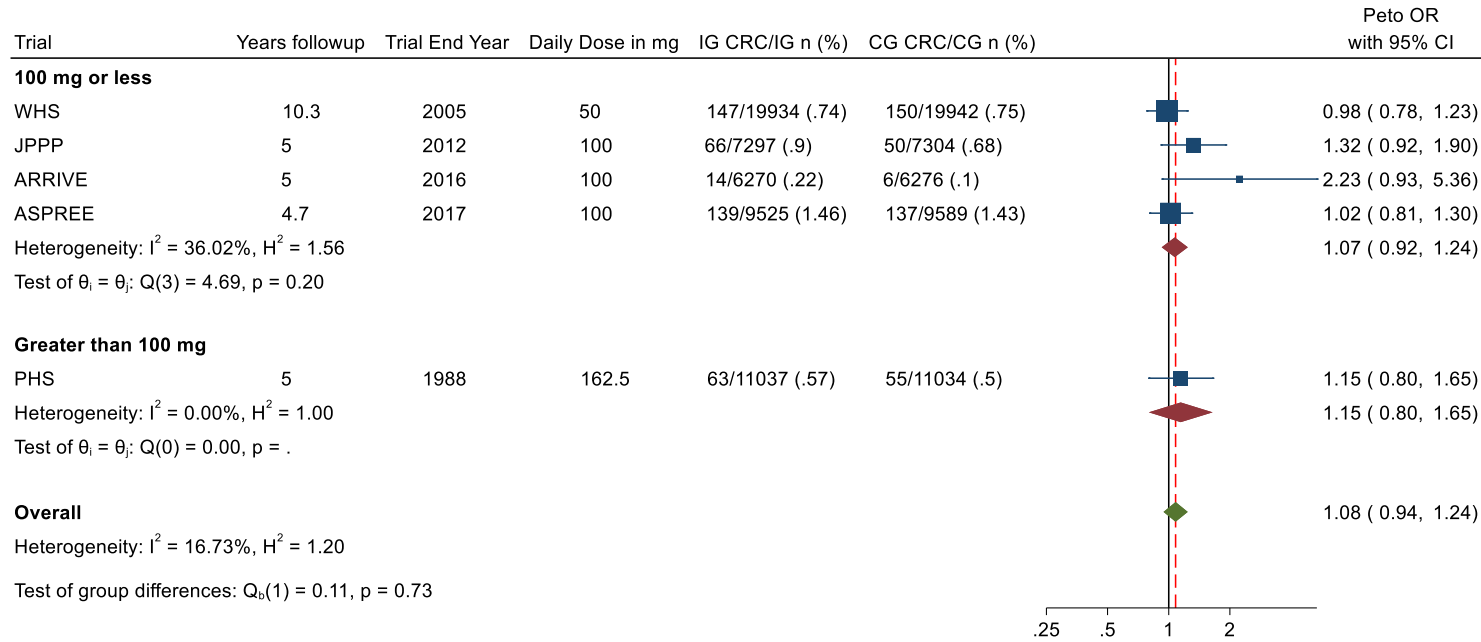 Peto OR
Trial Years followup Trial End Year Daily Dose in mg IG CRC/IG n (%) CG CRC/CG n (%) with 95% CI
100 mg or less
WHS 10.3 2005 50 147/19934 (.74) 150/19942 (.75) 0.98 ( 0.78, 1.23)
JPPP 5 2012 100 66/7297 (.9) 50/7304 (.68) 1.32 ( 0.92, 1.90)
ARRIVE 5 2016 100 14/6270 (.22) 6/6276 (.1) 2.23 ( 0.93, 5.36)
ASPREE 4.7 2017 100 139/9525 (1.46) 137/9589 (1.43) 1.02 ( 0.81, 1.30)
Heterogeneity: I² = 36.02%, H² = 1.56 1.07 ( 0.92, 1.24)
Test of θᵢ = θⱼ: Q(3) = 4.69, p = 0.20
Greater than 100 mg
PHS 5 1988 162.5 63/11037 (.57) 55/11034 (.5) 1.15 ( 0.80, 1.65)
Heterogeneity: I² = 0.00%, H² = 1.00 1.15 ( 0.80, 1.65)
Test of θᵢ = θⱼ: Q(0) = 0.00, p = .
Overall 1.08 ( 0.94, 1.24)
Heterogeneity: I² = 16.73%, H² = 1.20
Test of group differences: Q_b(1) = 0.11, p = 0.73
.25 .5 1 2